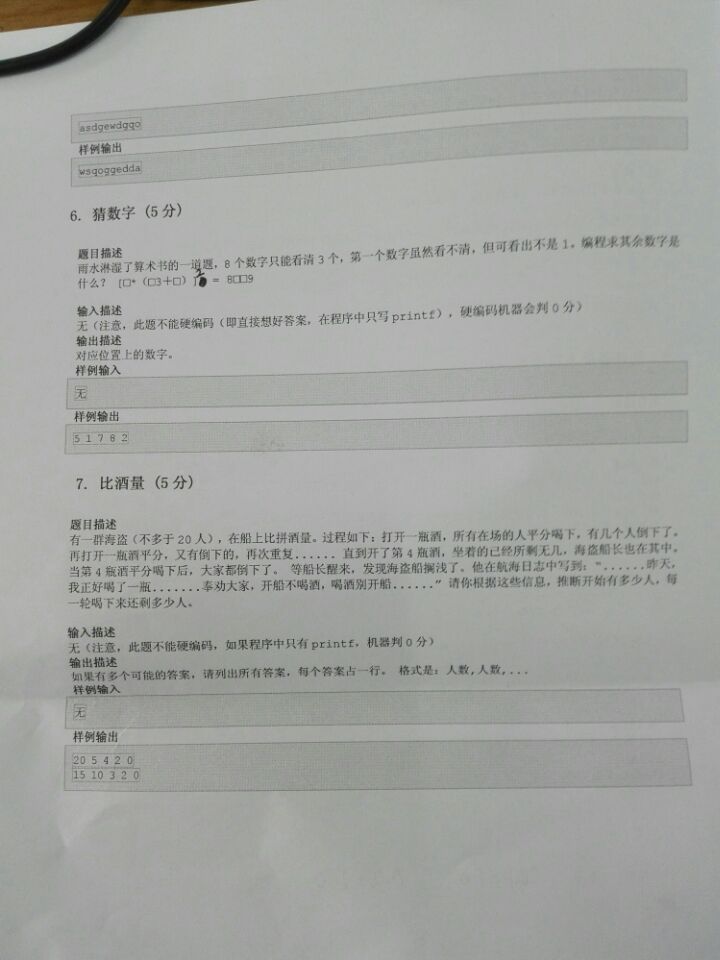 asdgewdgqo
样例输出
wsqoggedda
6. 猜数字 (5 分)
题目描述
雨水淋湿了算术书的一道题，8 个数字只能看清 3 个，第一个数字虽然看不清，但可看出不是 1。编程求其余数字是
什么？ [□*（□3＋□）]2 = 8□□9
输入描述
无（注意，此题不能硬编码（即直接想好答案，在程序中只写 printf），硬编码机器会判 0 分）
输出描述
对应位置上的数字。
样例输入
无
样例输出
5 1 7 8 2
7. 比酒量 (5 分)
题目描述
有一群海盗（不多于 20 人），在船上比拼酒量。过程如下：打开一瓶酒，所有在场的人平分喝下，有几个人倒下了。
再打开一瓶酒平分，又有倒下的，再次重复...... 直到开了第 4 瓶酒，坐着的已经所剩无几，海盗船长也在其中。
当第 4 瓶酒平分喝下后，大家都倒下了。 等船长醒来，发现海盗船搁浅了。他在航海日志中写到：“......昨天，
我正好喝了一瓶.......奉劝大家，开船不喝酒，喝酒别开船......” 请你根据这些信息，推断开始有多少人，每
一轮喝下来还剩多少人。
输入描述
无（注意，此题不能硬编码，如果程序中只有 printf，机器判 0 分）
输出描述
如果有多个可能的答案，请列出所有答案，每个答案占一行。 格式是：人数,人数,...
样例输入
无
样例输出
20 5 4 2 0
15 10 3 2 0